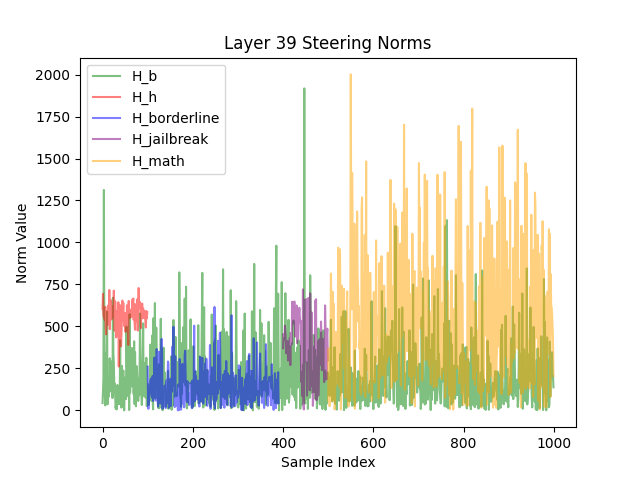 Layer 39 Steering Norms
H_b
H_h
H_borderline
H_jailbreak
H_math
2000
1750
1500
1250
1000
750
500
250
0
Norm Value
0
200
400
600
800
1000
Sample Index